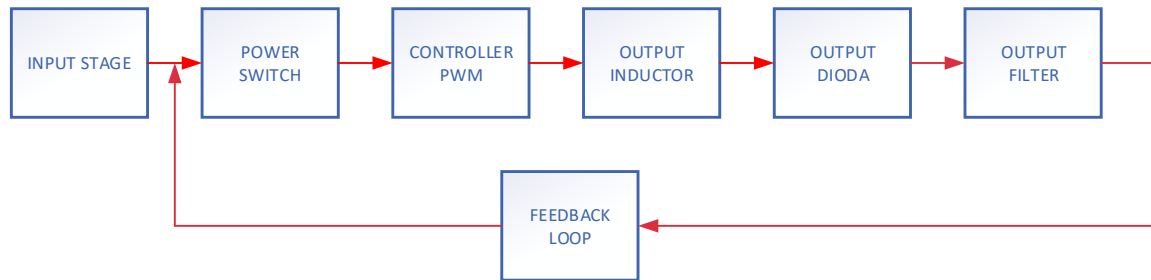 INPUT STAGE
POWER
SWITCH
CONTROLLER
PWM
OUTPUT
INDUCTOR
OUTPUT
DIODA
OUTPUT
FILTER
FEEDBACK
LOOP